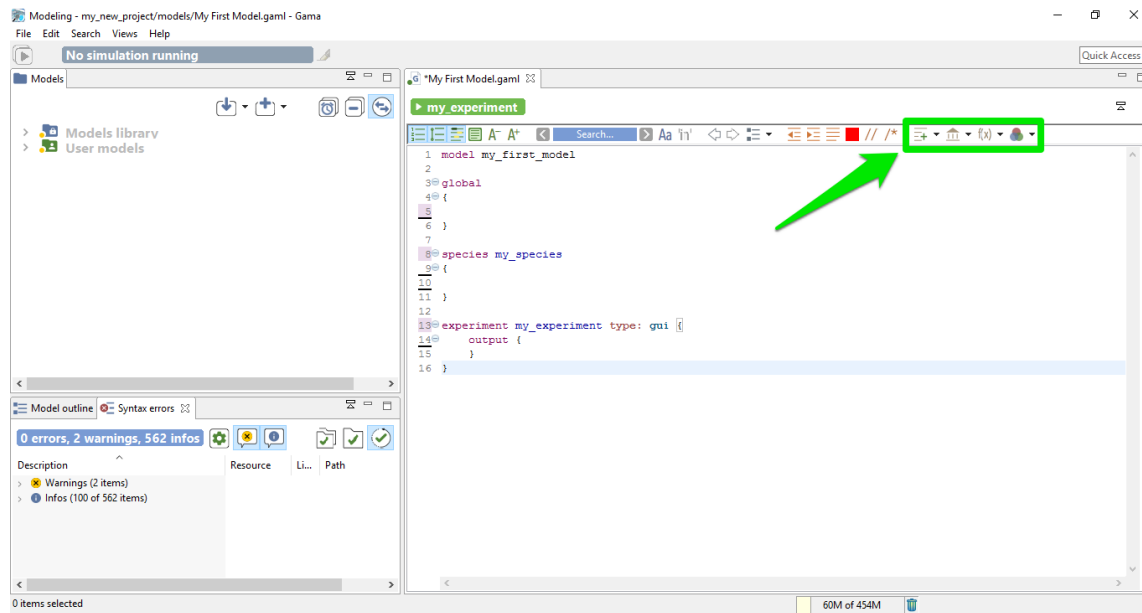 Modeling - my_new_project/models/My First Model.gaml - Gama
File Edit Search Views Help
No simulation running
Quick Access
Models
Models library
User models
*My First Model.gaml
my_experiment
A⁻ A⁺ Search... Aa 'n' // /* f(x)
1 model my_first_model
2
3 global
4 {
5
6 }
7
8 species my_species
9 {
10
11 }
12
13 experiment my_experiment type: gui {
14 output {
15 }
16 }
Model outline Syntax errors
0 errors, 2 warnings, 562 infos
Description Resource Li... Path
Warnings (2 items)
Infos (100 of 562 items)
0 items selected
60M of 454M